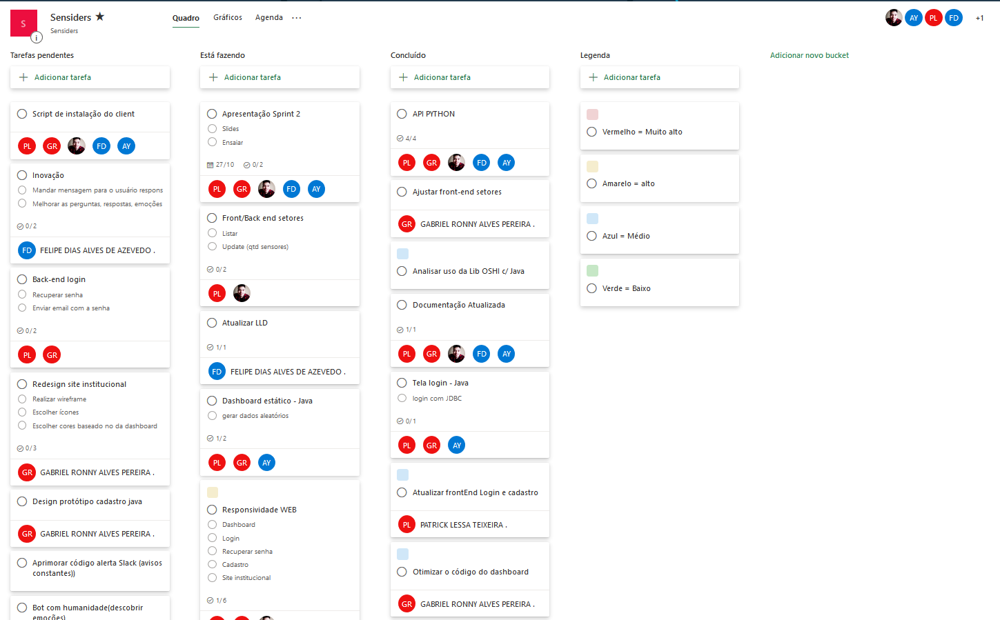 S
Sensiders ★
Sensiders
i
Quadro
Gráficos
Agenda
...
AY
PL
FD
+1
Tarefas pendentes
Adicionar tarefa
Script de instalação do client
PL GR FD AY
Inovação
Mandar mensagem para o usuário respons
Melhorar as perguntas, respostas, emoções
0/2
FD FELIPE DIAS ALVES DE AZEVEDO .
Back-end login
Recuperar senha
Enviar email com a senha
0/2
PL GR
Redesign site institucional
Realizar wireframe
Escolher ícones
Escolher cores baseado no da dashboard
0/3
GR GABRIEL RONNY ALVES PEREIRA .
Design protótipo cadastro java
GR GABRIEL RONNY ALVES PEREIRA .
Aprimorar código alerta Slack (avisos
constantes))
Bot com humanidade(descobrir
emoções)
Está fazendo
Adicionar tarefa
Apresentação Sprint 2
Slides
Ensaiar
27/10 0/2
PL GR FD AY
Front/Back end setores
Listar
Update (qtd sensores)
0/2
PL
Atualizar LLD
1/1
FD FELIPE DIAS ALVES DE AZEVEDO .
Dashboard estático - Java
gerar dados aleatórios
1/2
PL GR AY
Responsividade WEB
Dashboard
Login
Recuperar senha
Cadastro
Site institucional
1/6
Concluído
Adicionar tarefa
API PYTHON
4/4
PL GR FD AY
Ajustar front-end setores
GR GABRIEL RONNY ALVES PEREIRA .
Analisar uso da Lib OSHI c/ Java
Documentação Atualizada
1/1
PL GR FD AY
Tela login - Java
login com JDBC
0/1
PL GR AY
Atualizar frontEnd Login e cadastro
PL PATRICK LESSA TEIXEIRA .
Otimizar o código do dashboard
GR GABRIEL RONNY ALVES PEREIRA .
Legenda
Adicionar tarefa
Vermelho = Muito alto
Amarelo = alto
Azul = Médio
Verde = Baixo
Adicionar novo bucket